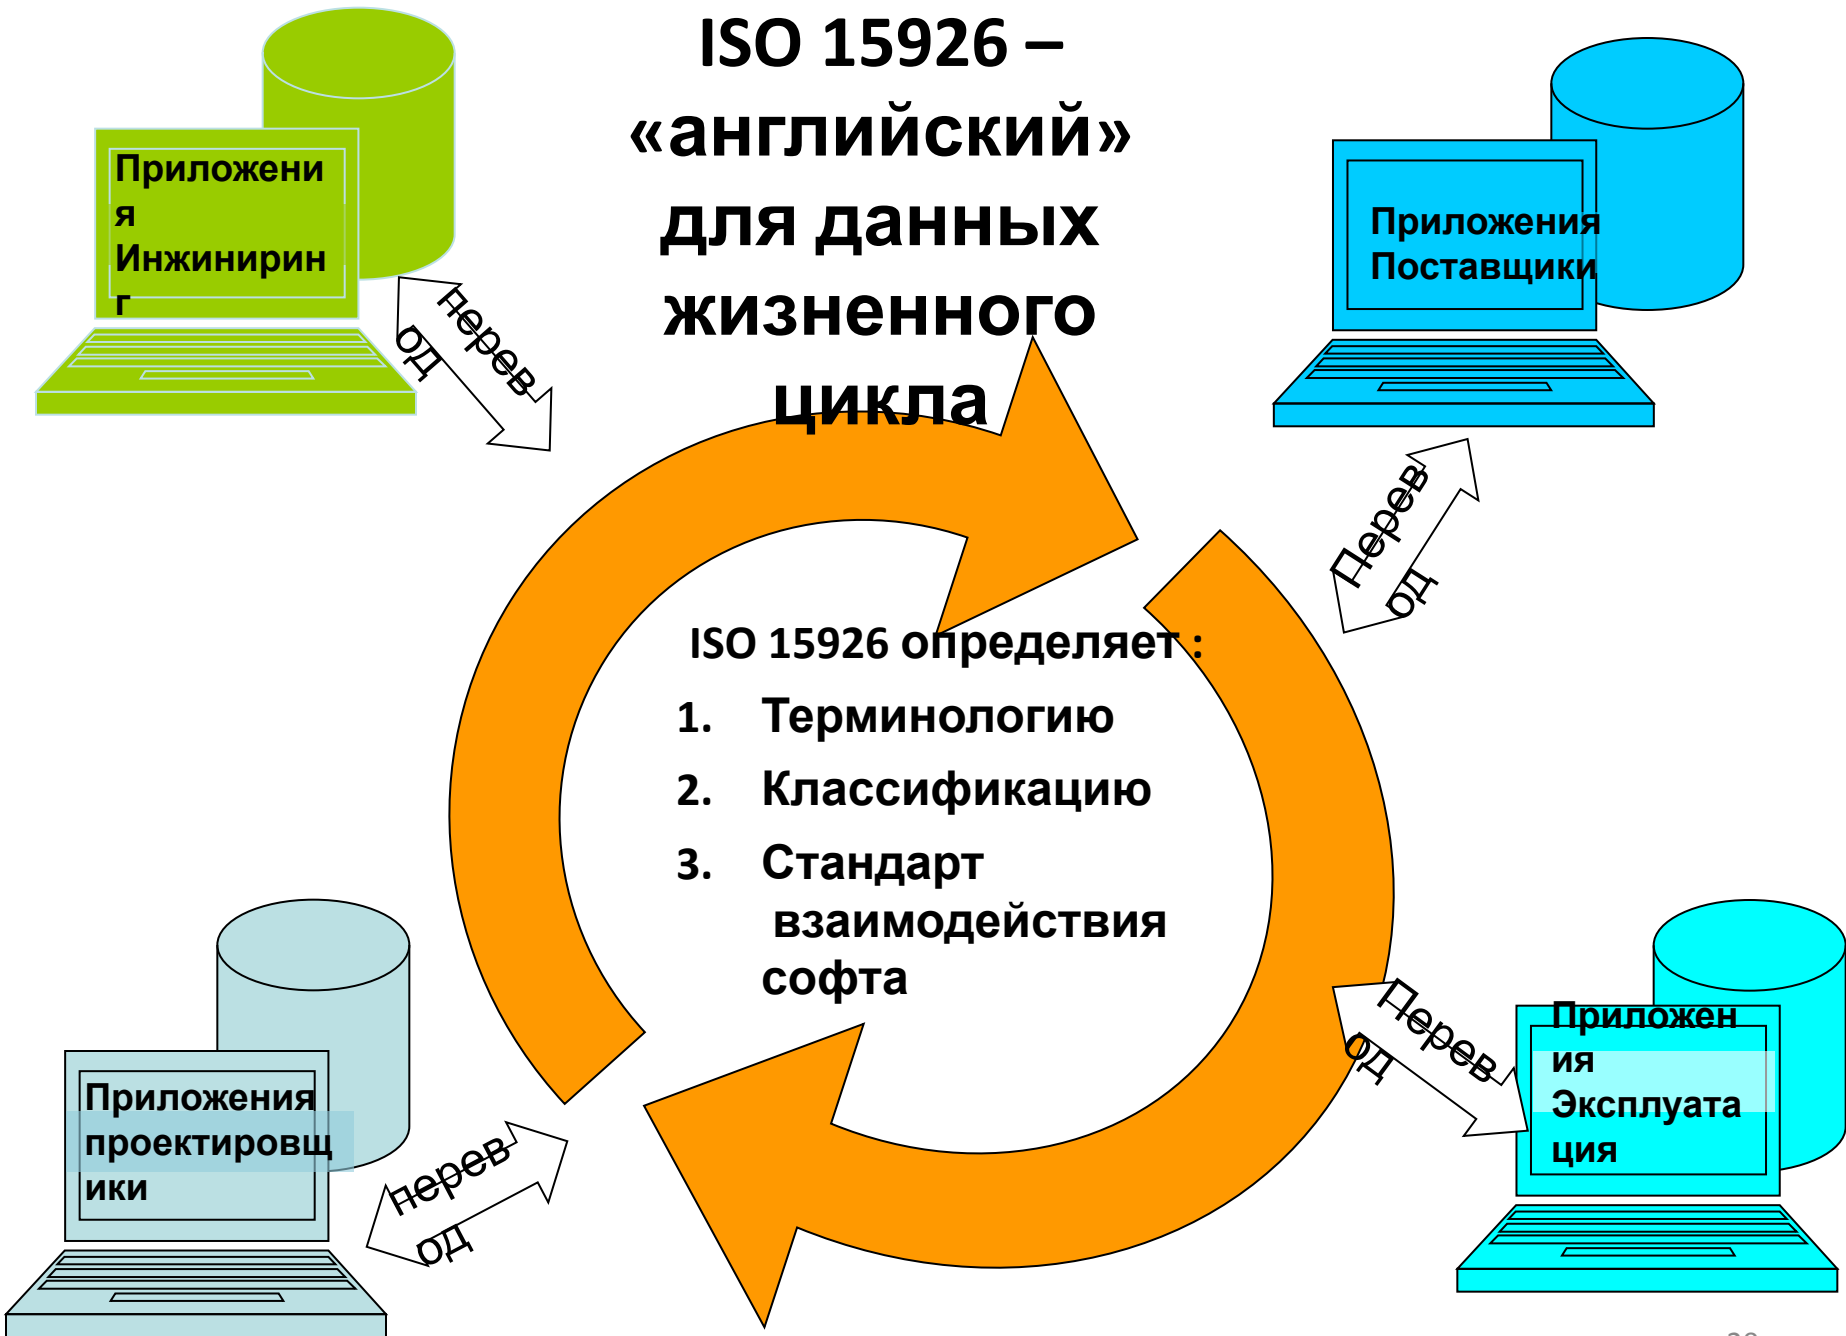 ISO 15926 –
«английский»
для данных
жизненного
цикла
Приложени
я
Инжинирин
г
перев
од
Приложения
Поставщики
Перев
од
ISO 15926 определяет :
1. Терминологию
2. Классификацию
3. Стандарт
взаимодействия
софта
Приложения
проектировщ
ики
перев
од
Перев
од
Приложен
ия
Эксплуата
ция